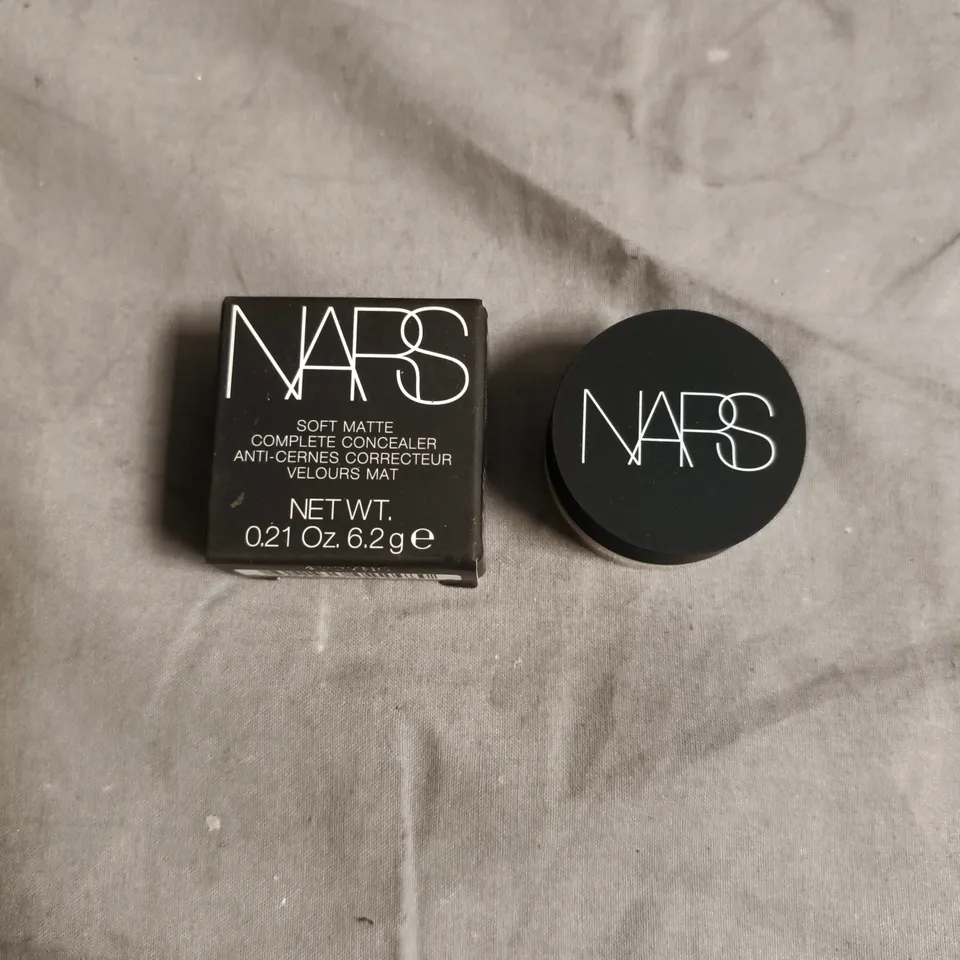 NARS
SOFT MATTE
COMPLETE CONCEALER
ANTI-CERNES CORRECTEUR
VELOURS MAT
NET WT.
0.21 Oz. 6.2 g e
NARS